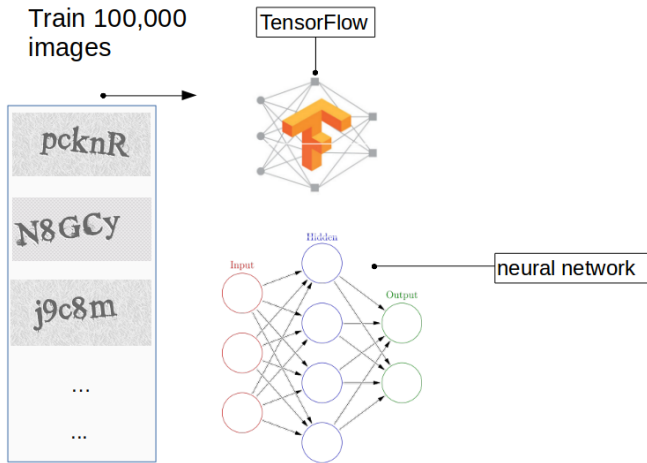 Train 100,000
images
TensorFlow
pcknR
N8GCy
j9c8m
...
...
Hidden
Input
Output
neural network